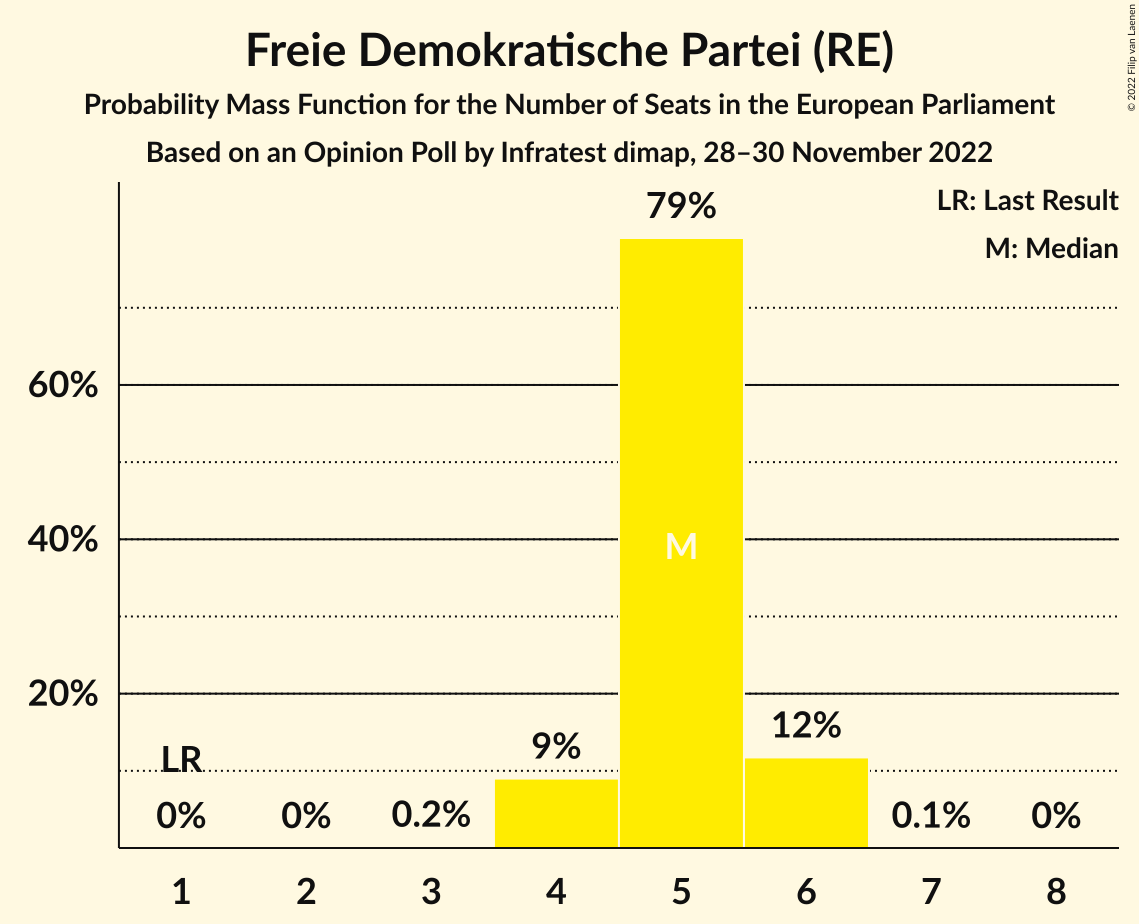 Freie Demokratische Partei (RE)
Probability Mass Function for the Number of Seats in the European Parliament
Based on an Opinion Poll by Infratest dimap, 28–30 November 2022
© 2022 Filip van Laenen
LR: Last Result
M: Median
79%
60%
40%
M
20%
12%
9%
LR
0%
0%
0.2%
0.1%
0%
1
2
3
4
5
6
7
8